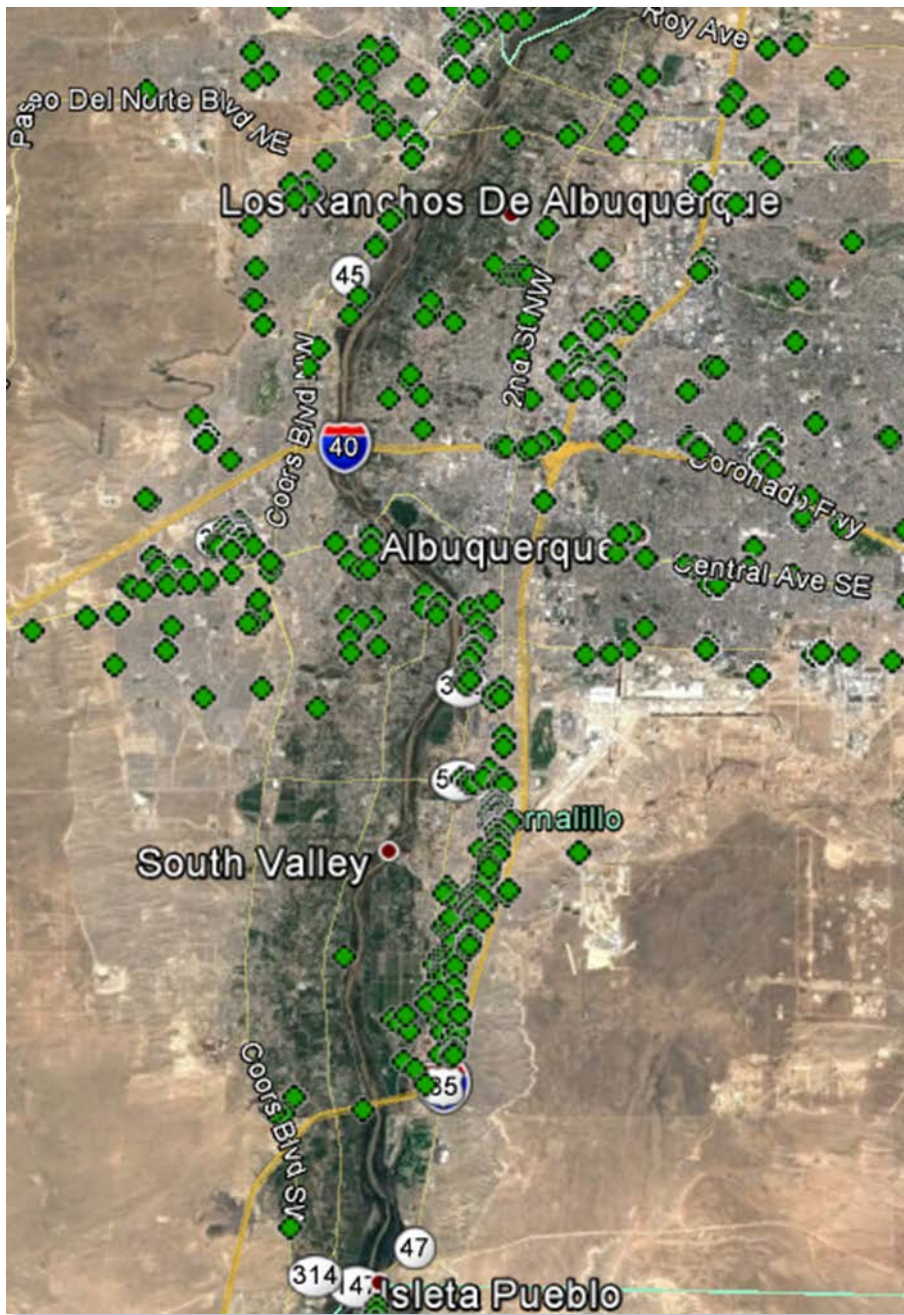 Roy Ave
Paseo Del Norte Blvd NE
Los Ranchos De Albuquerque
45
2nd St NW
Coors Blvd NW
40
Coronado Fwy
Albuquerque
Central Ave SE
South Valley
Coors Blvd SW
47
314
147
Isleta Pueblo